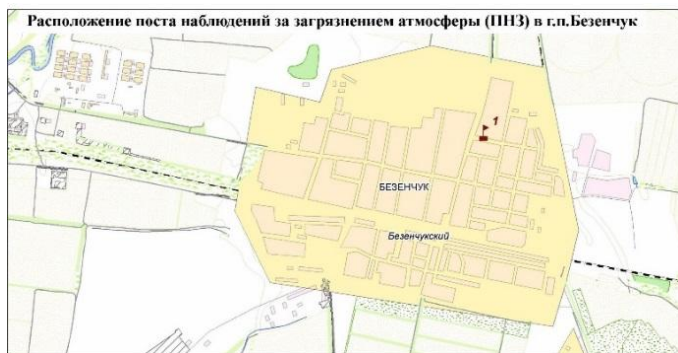 Расположение поста наблюдений за загрязнением атмосферы (ПНЗ) в г.п.Безенчук
1
БЕЗЕНЧУК
Безенчукский